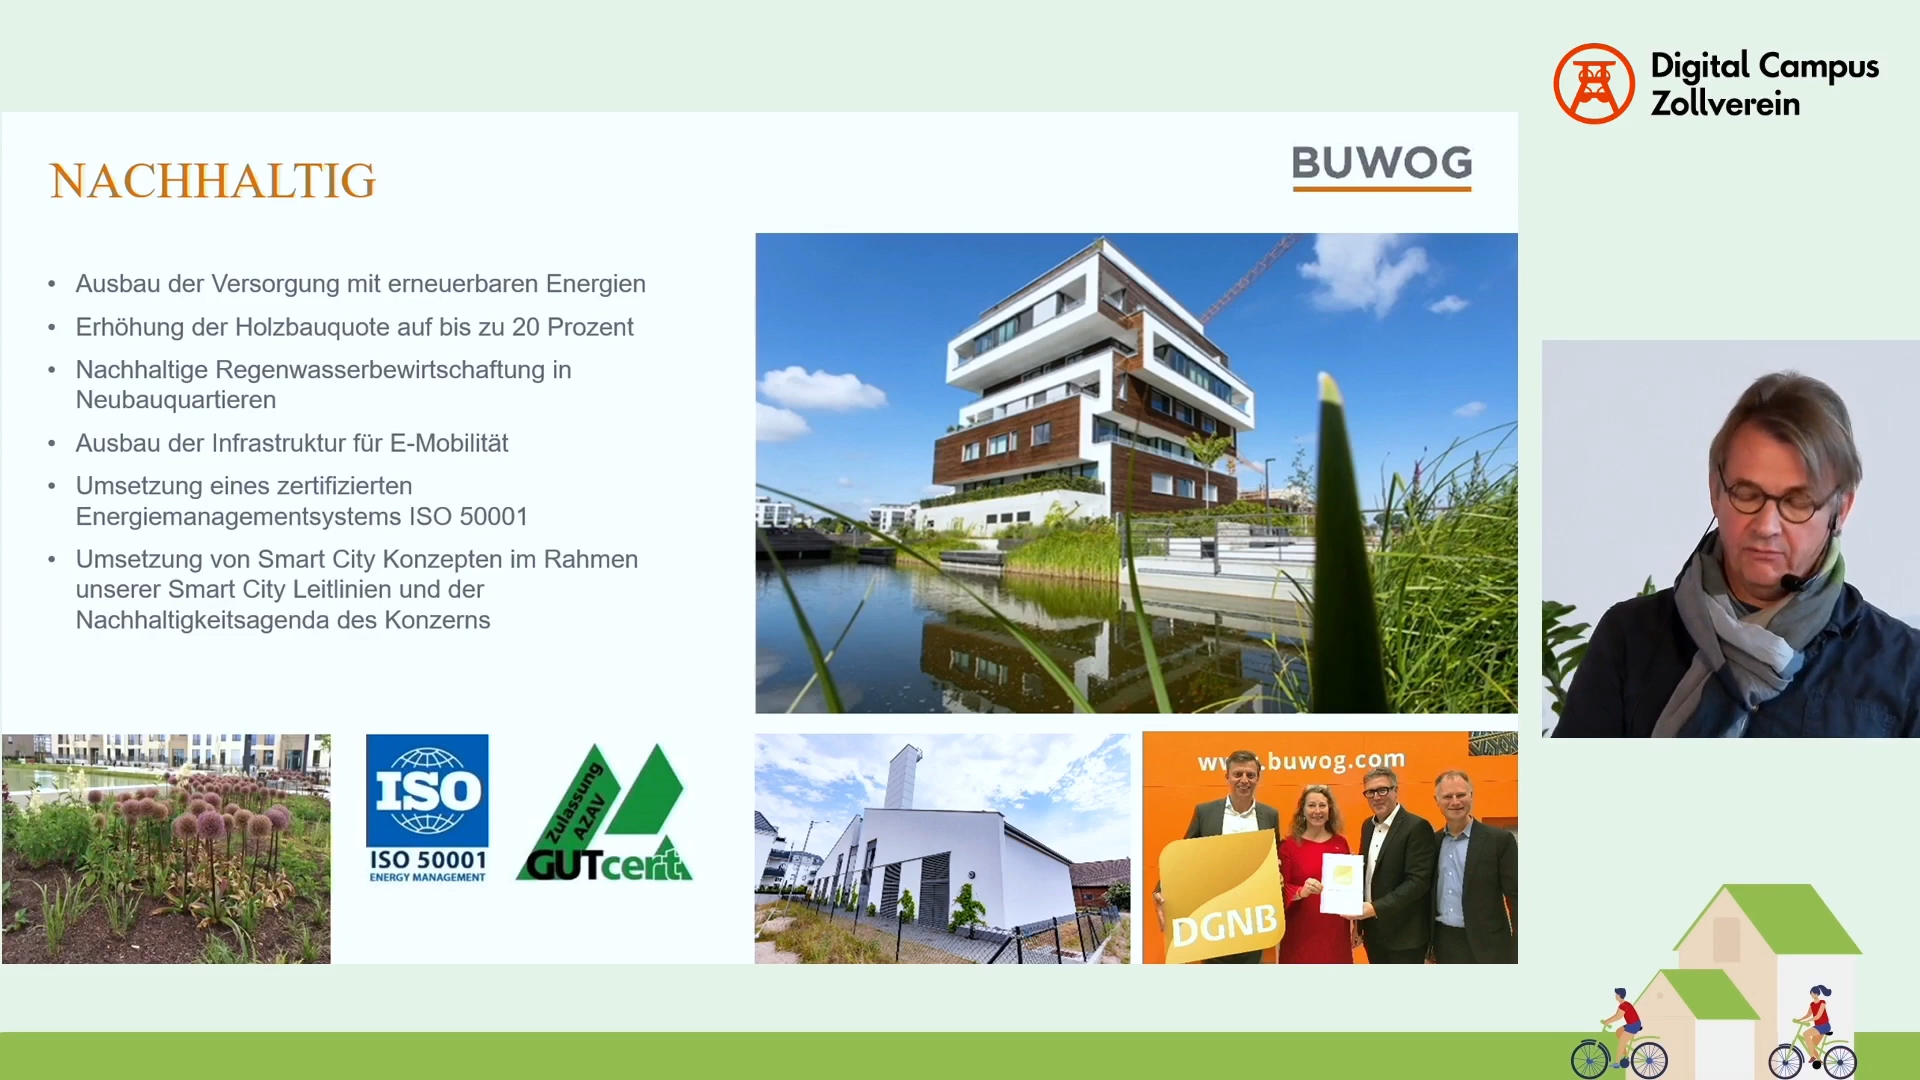 Digital Campus
Zollverein
NACHHALTIG
BUWOG
• Ausbau der Versorgung mit erneuerbaren Energien
• Erhöhung der Holzbauquote auf bis zu 20 Prozent
• Nachhaltige Regenwasserbewirtschaftung in
Neubauquartieren
• Ausbau der Infrastruktur für E-Mobilität
• Umsetzung eines zertifizierten
Energiemanagementsystems ISO 50001
• Umsetzung von Smart City Konzepten im Rahmen
unserer Smart City Leitlinien und der
Nachhaltigkeitsagenda des Konzerns
ISO
ISO 50001
ENERGY MANAGEMENT
Zulassung
AZAV
GUTcert
.buwog.com
DGNB